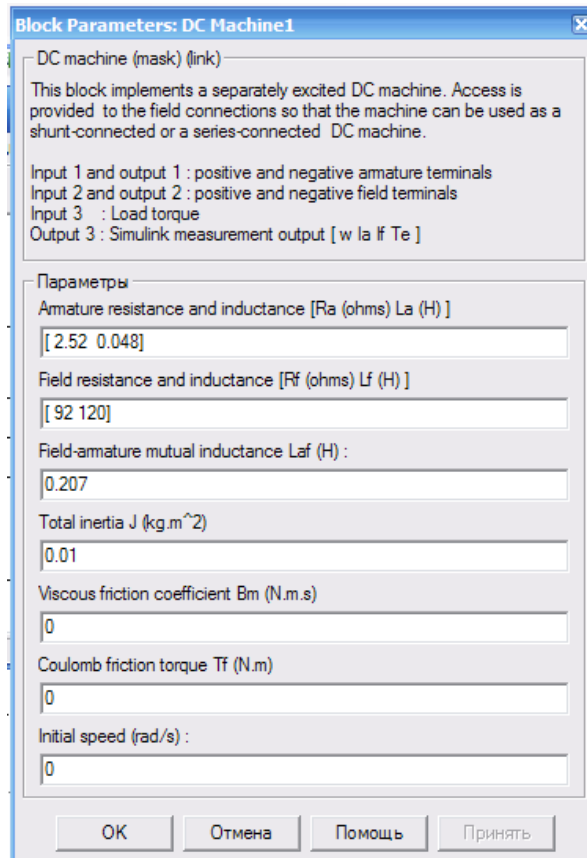 Block Parameters: DC Machine1
DC machine (mask) (link)
This block implements a separately excited DC machine. Access is
provided to the field connections so that the machine can be used as a
shunt-connected or a series-connected DC machine.
Input 1 and output 1 : positive and negative armature terminals
Input 2 and output 2 : positive and negative field terminals
Input 3 : Load torque
Output 3 : Simulink measurement output [ w Ia If Te ]
Параметры
Armature resistance and inductance [Ra (ohms) La (H) ]
[ 2.52 0.048]
Field resistance and inductance [Rf (ohms) Lf (H) ]
[ 92 120]
Field-armature mutual inductance Laf (H) :
0.207
Total inertia J (kg.m^2)
0.01
Viscous friction coefficient Bm (N.m.s)
0
Coulomb friction torque Tf (N.m)
0
Initial speed (rad/s) :
0
OK Отмена Помощь Принять